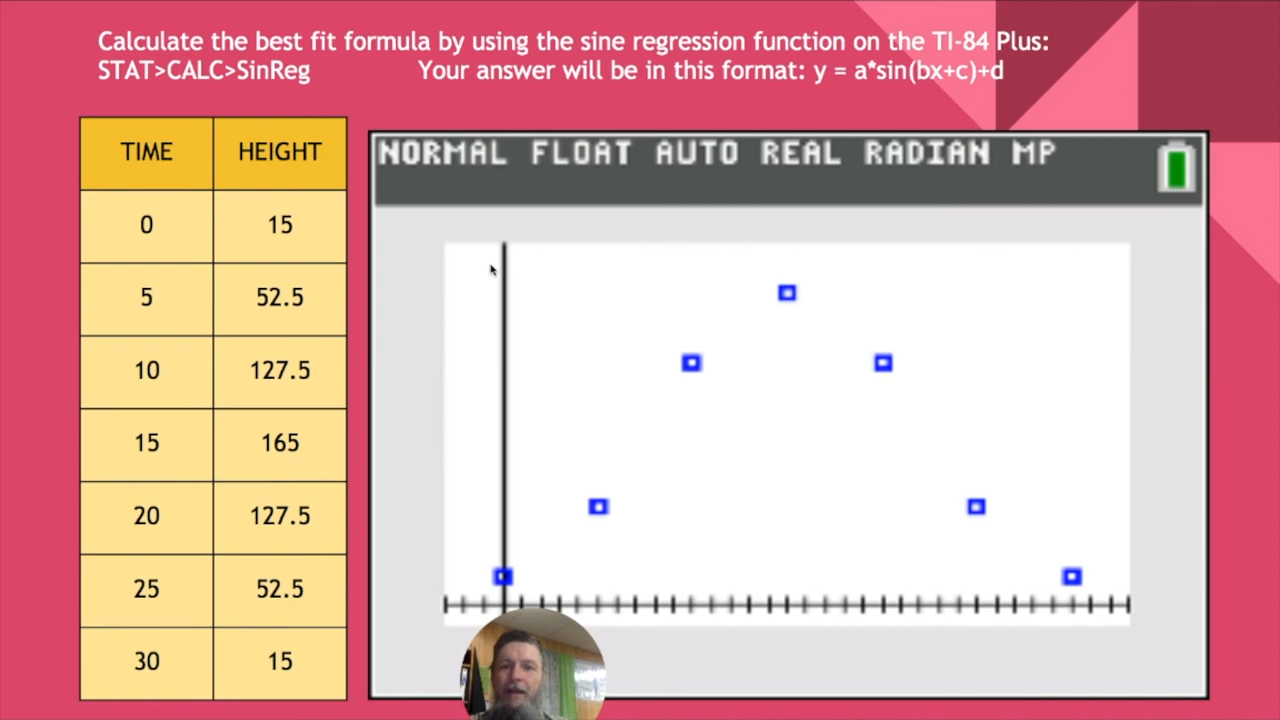 Calculate the best fit formula by using the sine regression function on the TI-84 Plus:
STAT>CALC>SinReg Your answer will be in this format: y = a*sin(bx+c)+d
TIME HEIGHT
0 15
5 52.5
10 127.5
15 165
20 127.5
25 52.5
30 15
NORMAL FLOAT AUTO REAL RADIAN MP